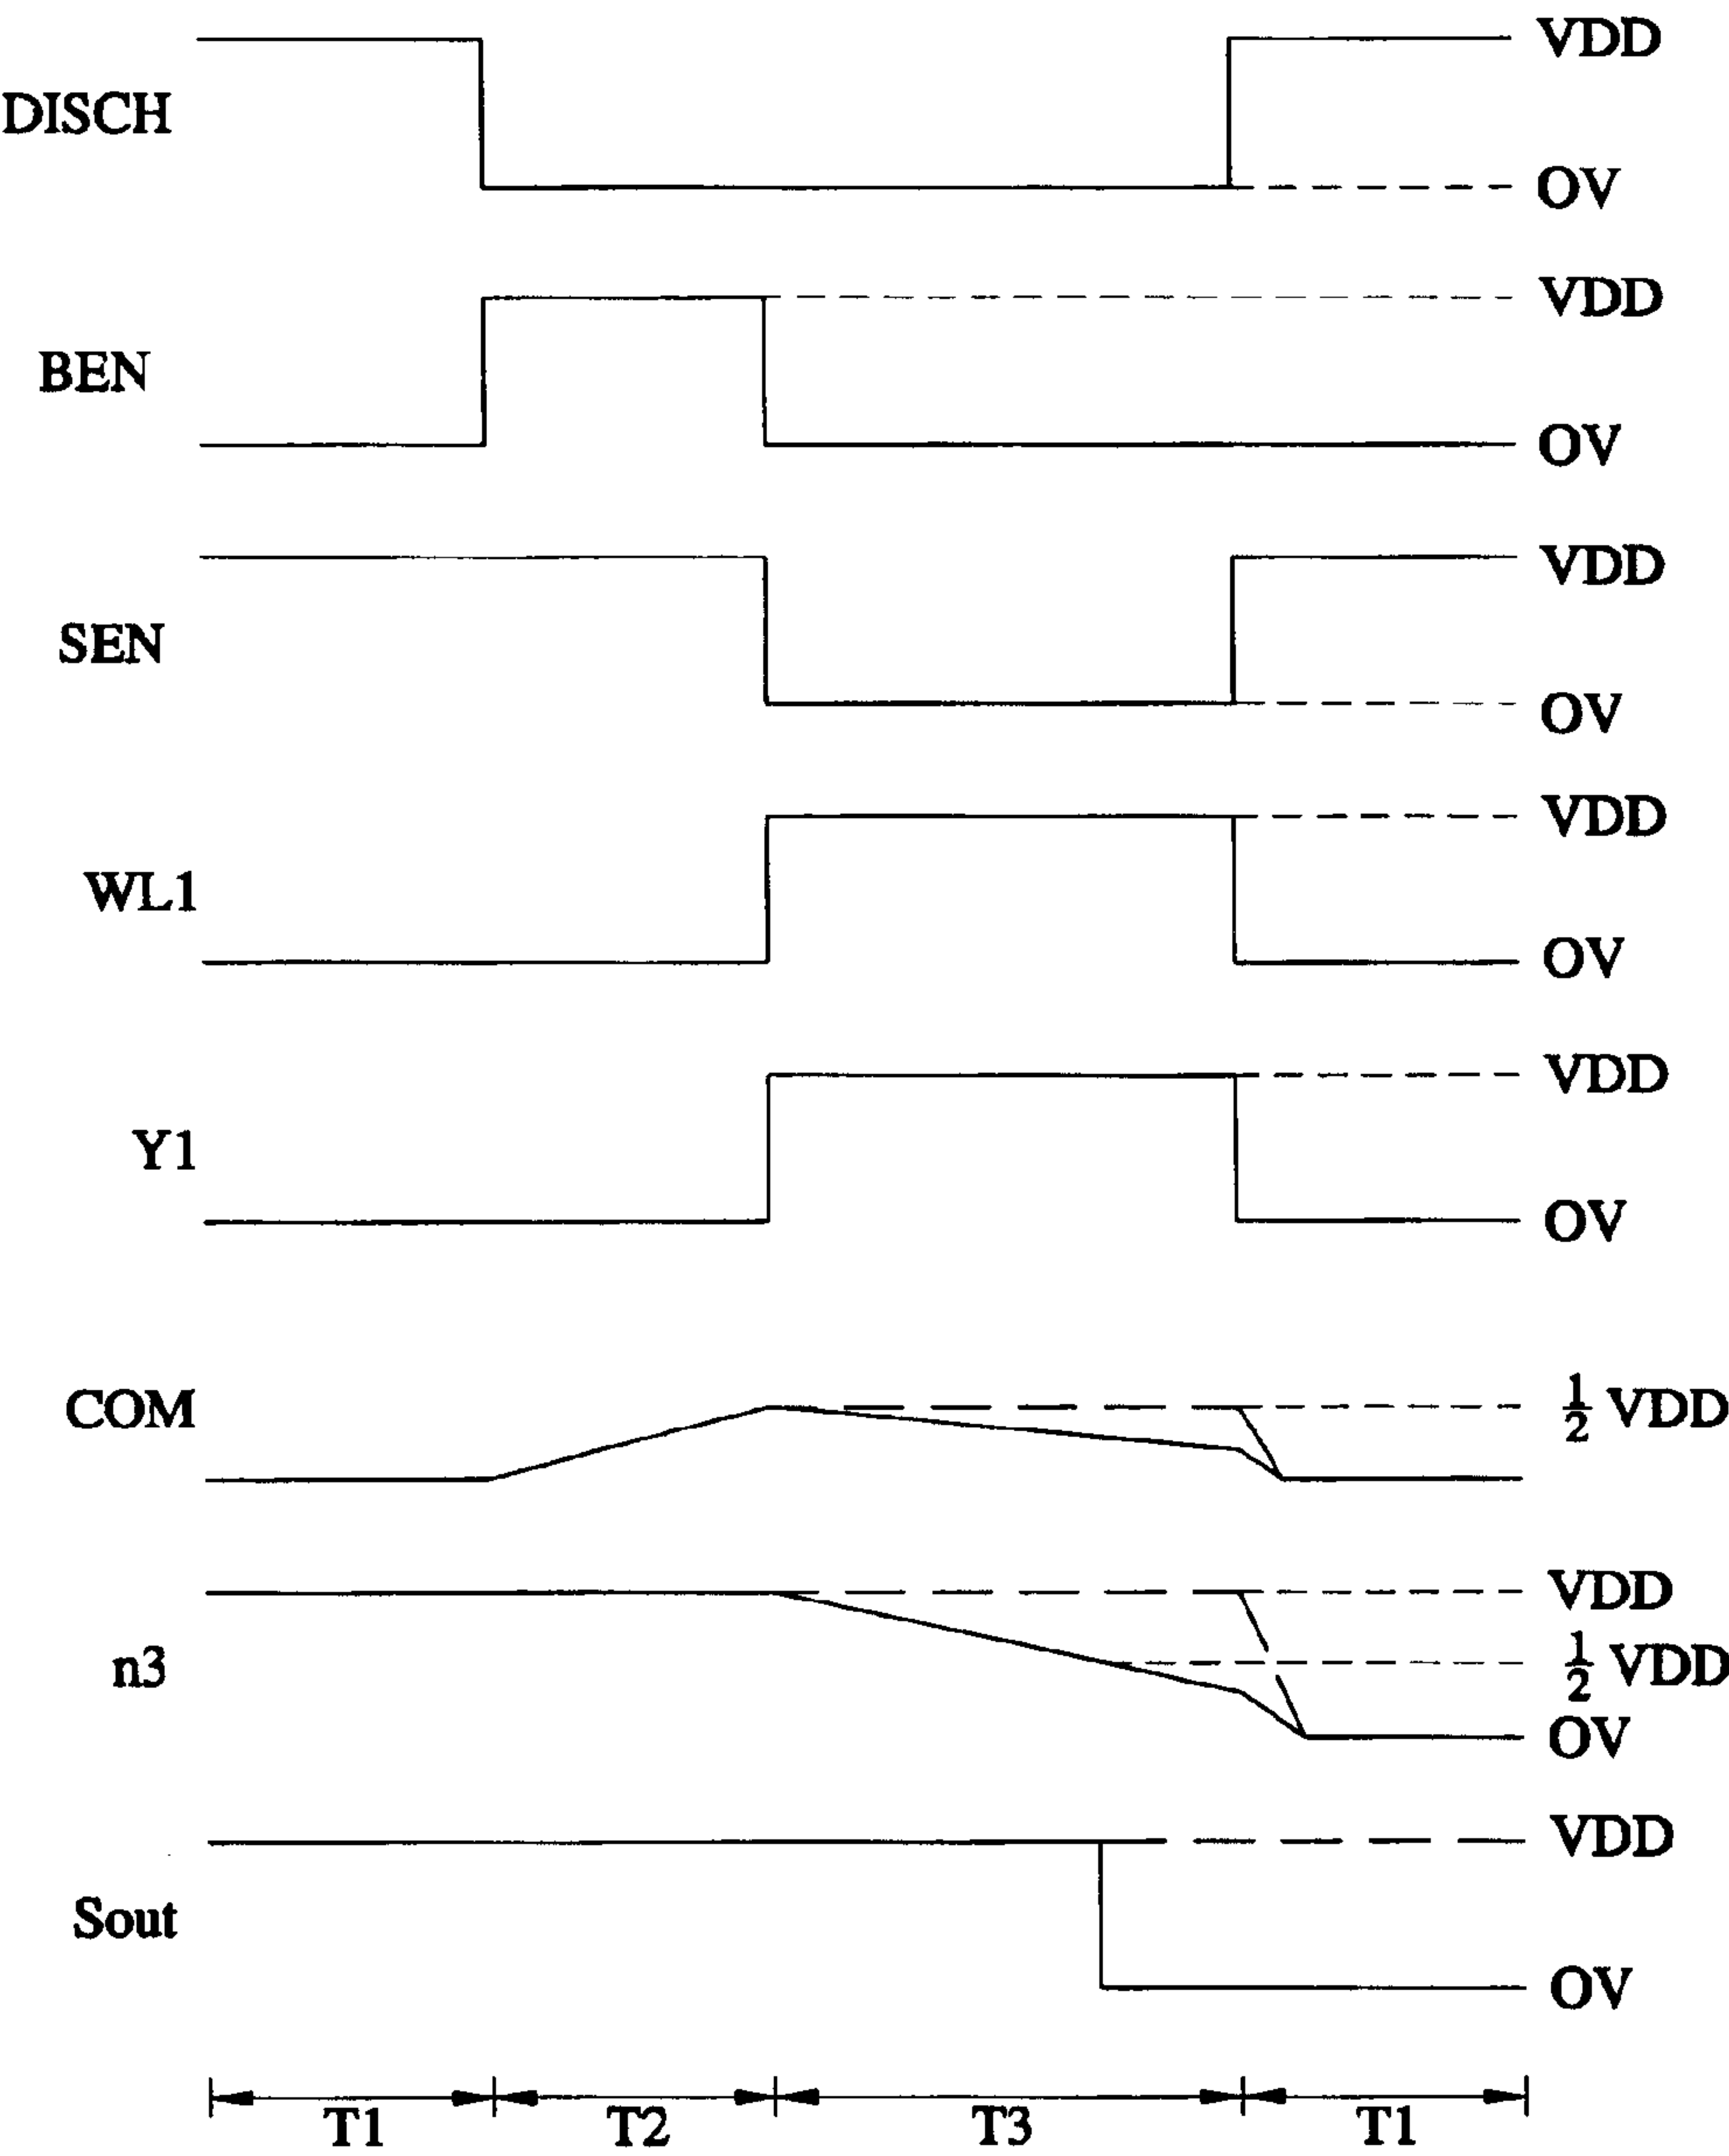 VDD
DISCH
OV
VDD
BEN
OV
VDD
SEN
OV
VDD
WL1
OV
VDD
Y1
OV
COM
1/2 VDD
VDD
n3
1/2 VDD
OV
VDD
Sout
OV
T1 T2 T3 T1